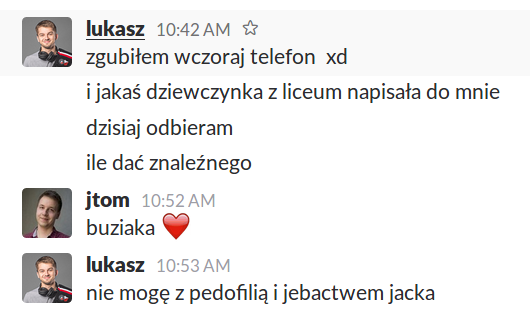 lukasz 10:42 AM
zgubiłem wczoraj telefon xd
i jakaś dziewczynka z liceum napisała do mnie
dzisiaj odbieram
ile dać znaleźnego
jtom 10:52 AM
buziaka ❤️
lukasz 10:53 AM
nie mogę z pedofilią i jebactwem jacka